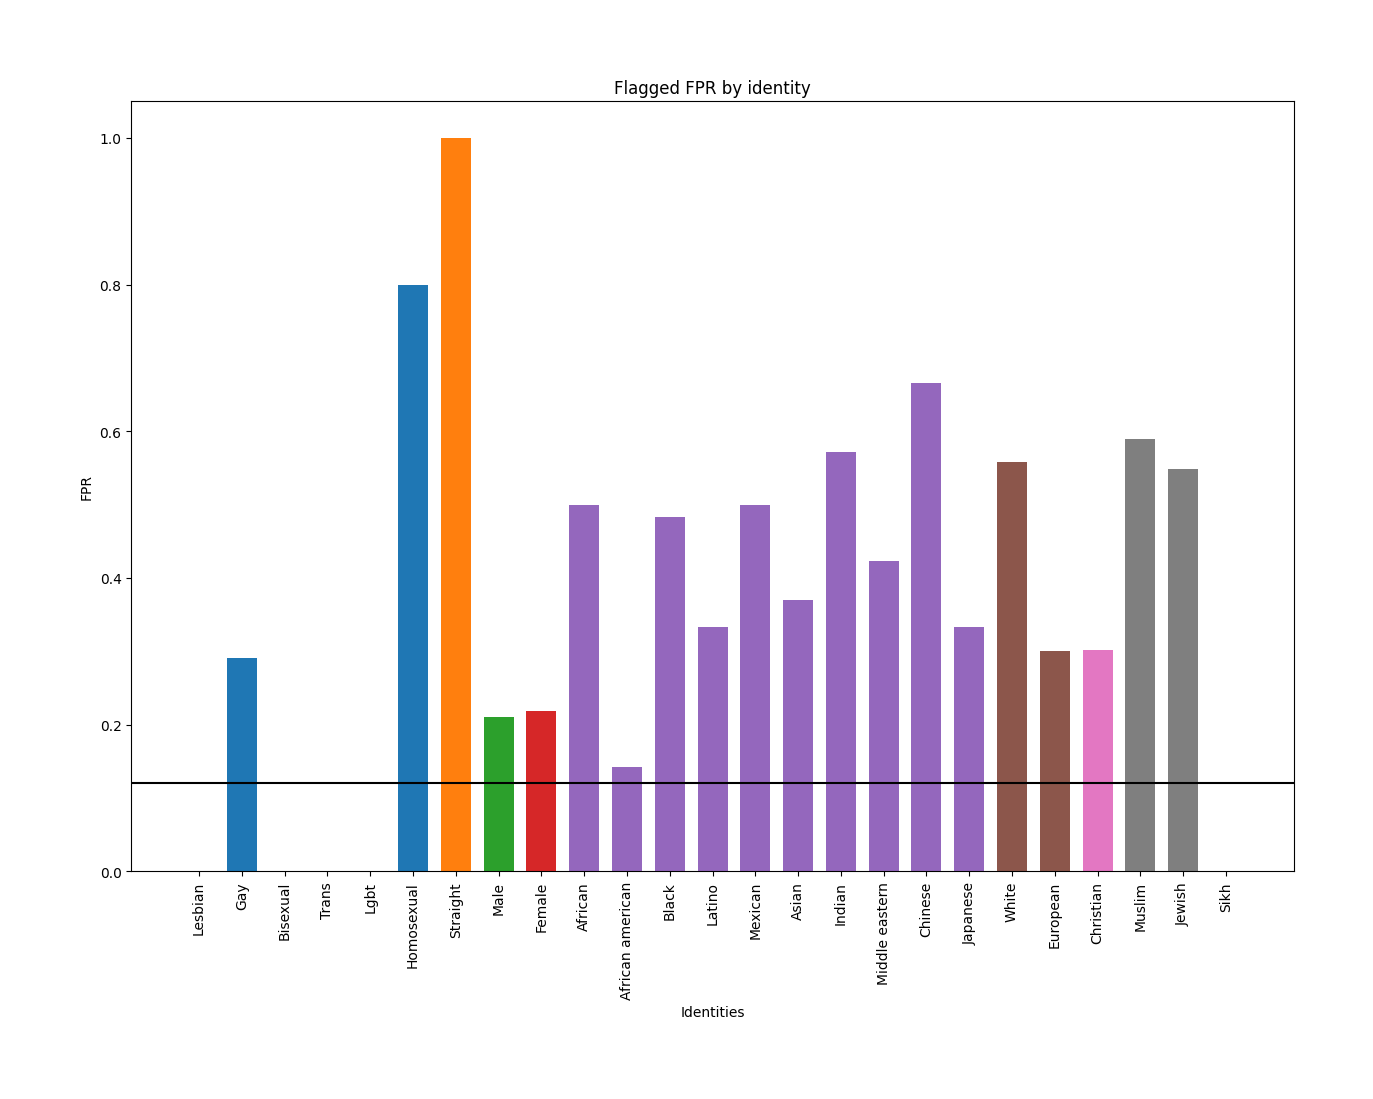 Flagged FPR by identity
1.0
0.8
0.6
0.4
0.2
0.0
FPR
Lesbian
Gay
Bisexual
Trans
Lgbt
Homosexual
Straight
Male
Female
African
African american
Black
Latino
Mexican
Asian
Indian
Middle eastern
Chinese
Japanese
White
European
Christian
Muslim
Jewish
Sikh
Identities